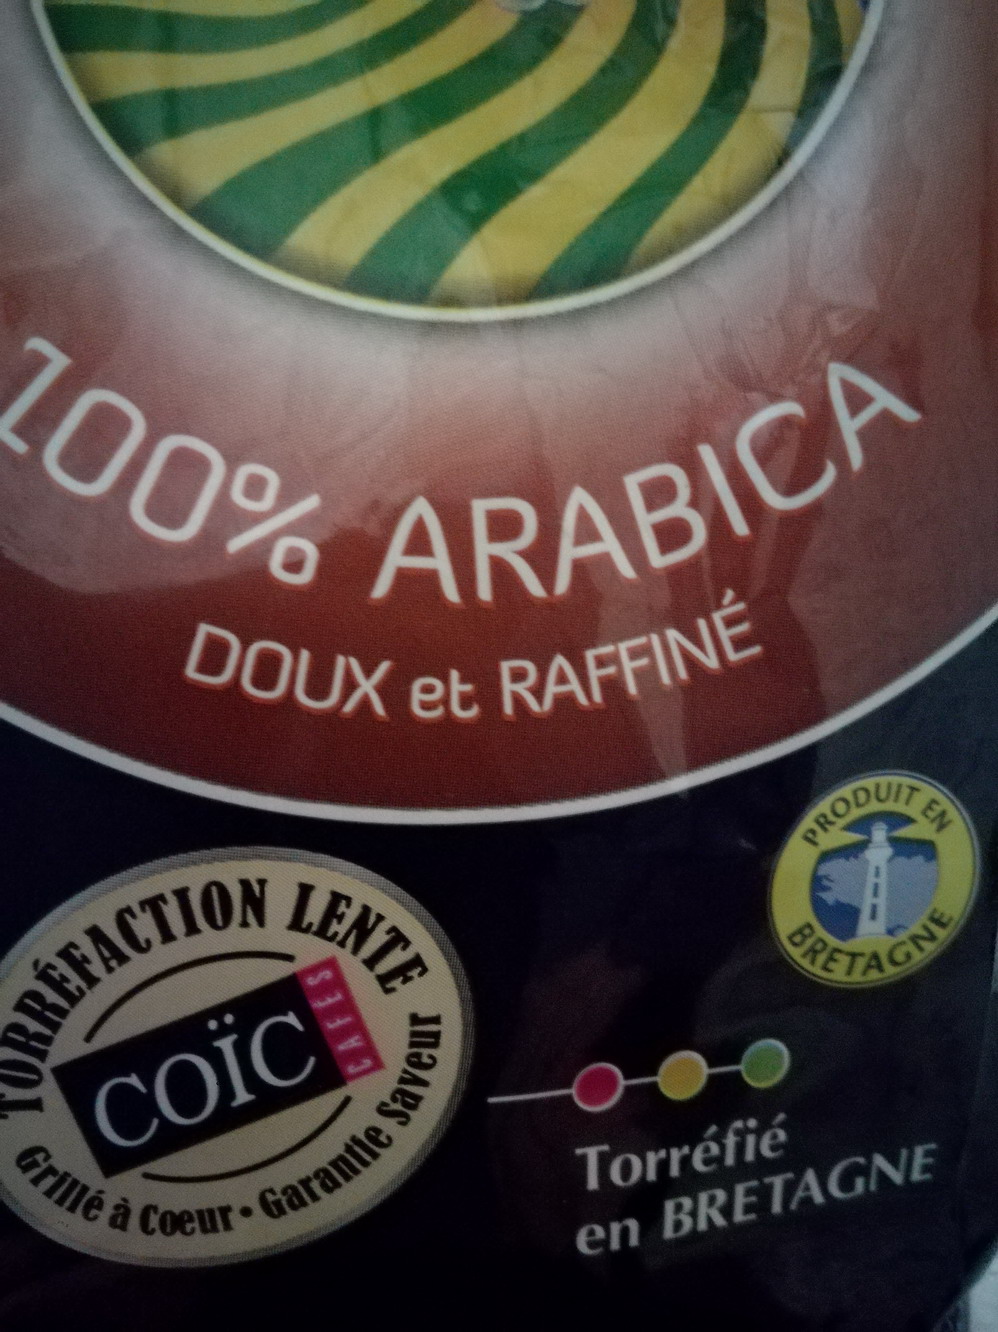 100% ARABICA
DOUX et RAFFINÉ
PRODUIT EN
BRETAGNE
TORRÉFACTION LENTE
COÏC
CAFÉS
Grillé à Coeur • Garantie Saveur
Torréfié
en BRETAGNE